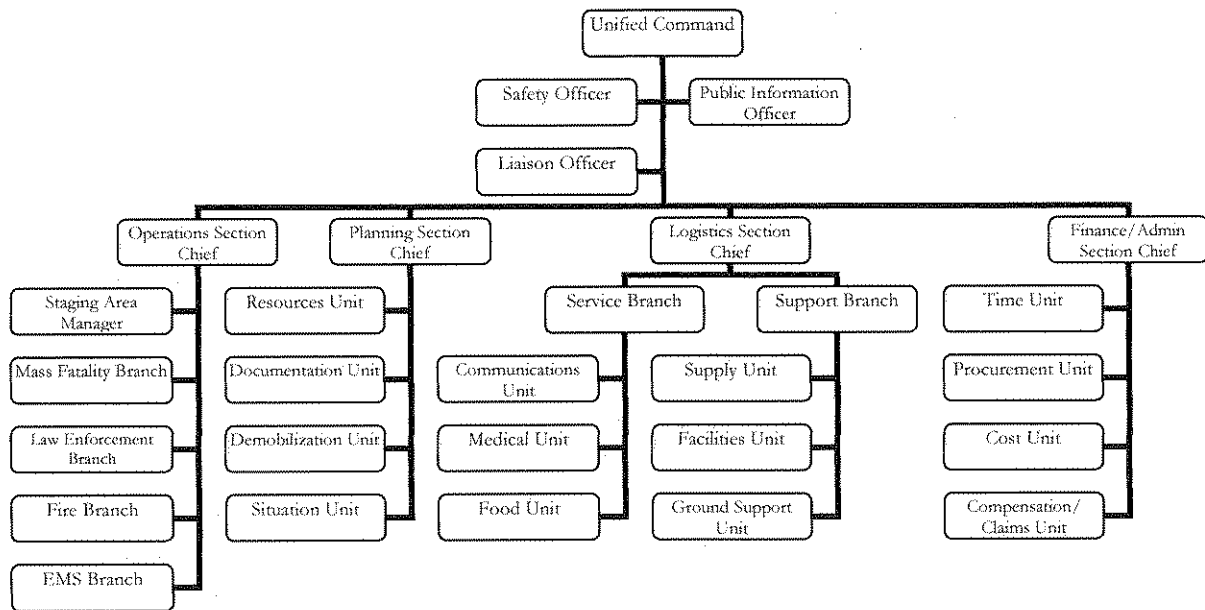 Unified Command
Safety Officer
Public Information
Officer
Liaison Officer
Operations Section
Chief
Planning Section
Chief
Logistics Section
Chief
Finance/Admin
Section Chief
Staging Area
Manager
Mass Fatality Branch
Law Enforcement
Branch
Fire Branch
EMS Branch
Resources Unit
Documentation Unit
Demobilization Unit
Situation Unit
Service Branch
Support Branch
Communications
Unit
Medical Unit
Food Unit
Supply Unit
Facilities Unit
Ground Support
Unit
Time Unit
Procurement Unit
Cost Unit
Compensation/
Claims Unit